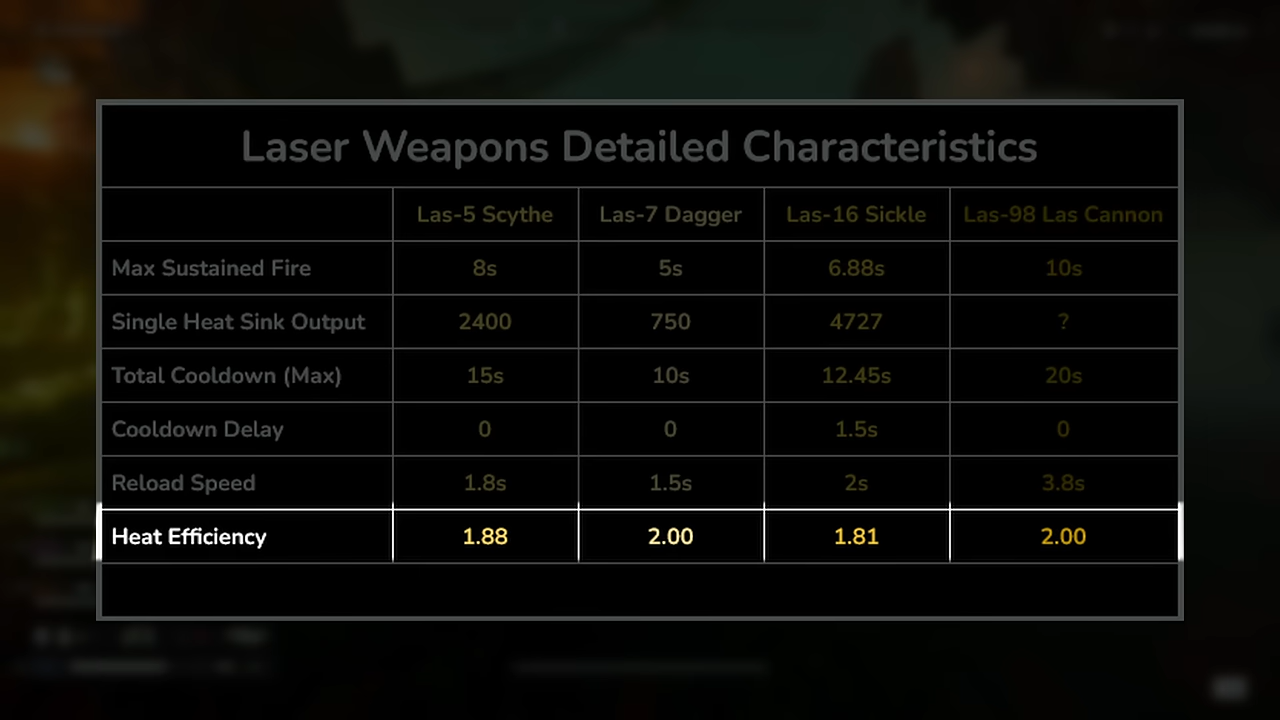 Laser Weapons Detailed Characteristics
Las-5 Scythe Las-7 Dagger Las-16 Sickle Las-98 Las Cannon
Max Sustained Fire 8s 5s 6.88s 10s
Single Heat Sink Output 2400 750 4727 ?
Total Cooldown (Max) 15s 10s 12.45s 20s
Cooldown Delay 0 0 1.5s 0
Reload Speed 1.8s 1.5s 2s 3.8s
Heat Efficiency 1.88 2.00 1.81 2.00